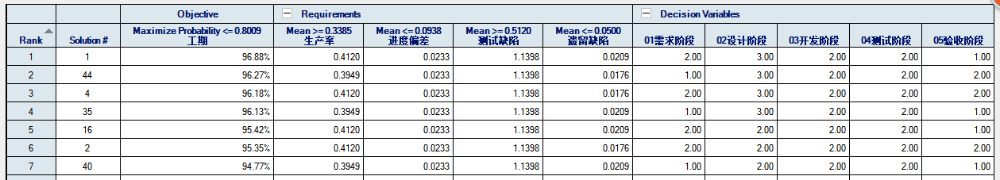 Objective Requirements Decision Variables
Rank Solution # Maximize Probability <= 0.8009 Mean >= 0.3385 Mean <= 0.0938 Mean >= 0.5120 Mean <= 0.0500 01需求阶段 02设计阶段 03开发阶段 04测试阶段 05验收阶段
工期 生产率 进度偏差 测试缺陷 遗留缺陷
1 1 96.88% 0.4120 0.0233 1.1398 0.0209 2.00 3.00 2.00 2.00 1.00
2 44 96.27% 0.3949 0.0233 1.1398 0.0176 1.00 3.00 2.00 2.00 2.00
3 4 96.18% 0.4120 0.0233 1.1398 0.0176 2.00 3.00 2.00 2.00 2.00
4 35 96.13% 0.3949 0.0233 1.1398 0.0209 1.00 3.00 2.00 2.00 1.00
5 16 95.42% 0.4120 0.0233 1.1398 0.0209 2.00 2.00 2.00 2.00 1.00
6 2 95.35% 0.4120 0.0233 1.1398 0.0176 2.00 2.00 2.00 2.00 2.00
7 40 94.77% 0.3949 0.0233 1.1398 0.0209 1.00 2.00 2.00 2.00 1.00